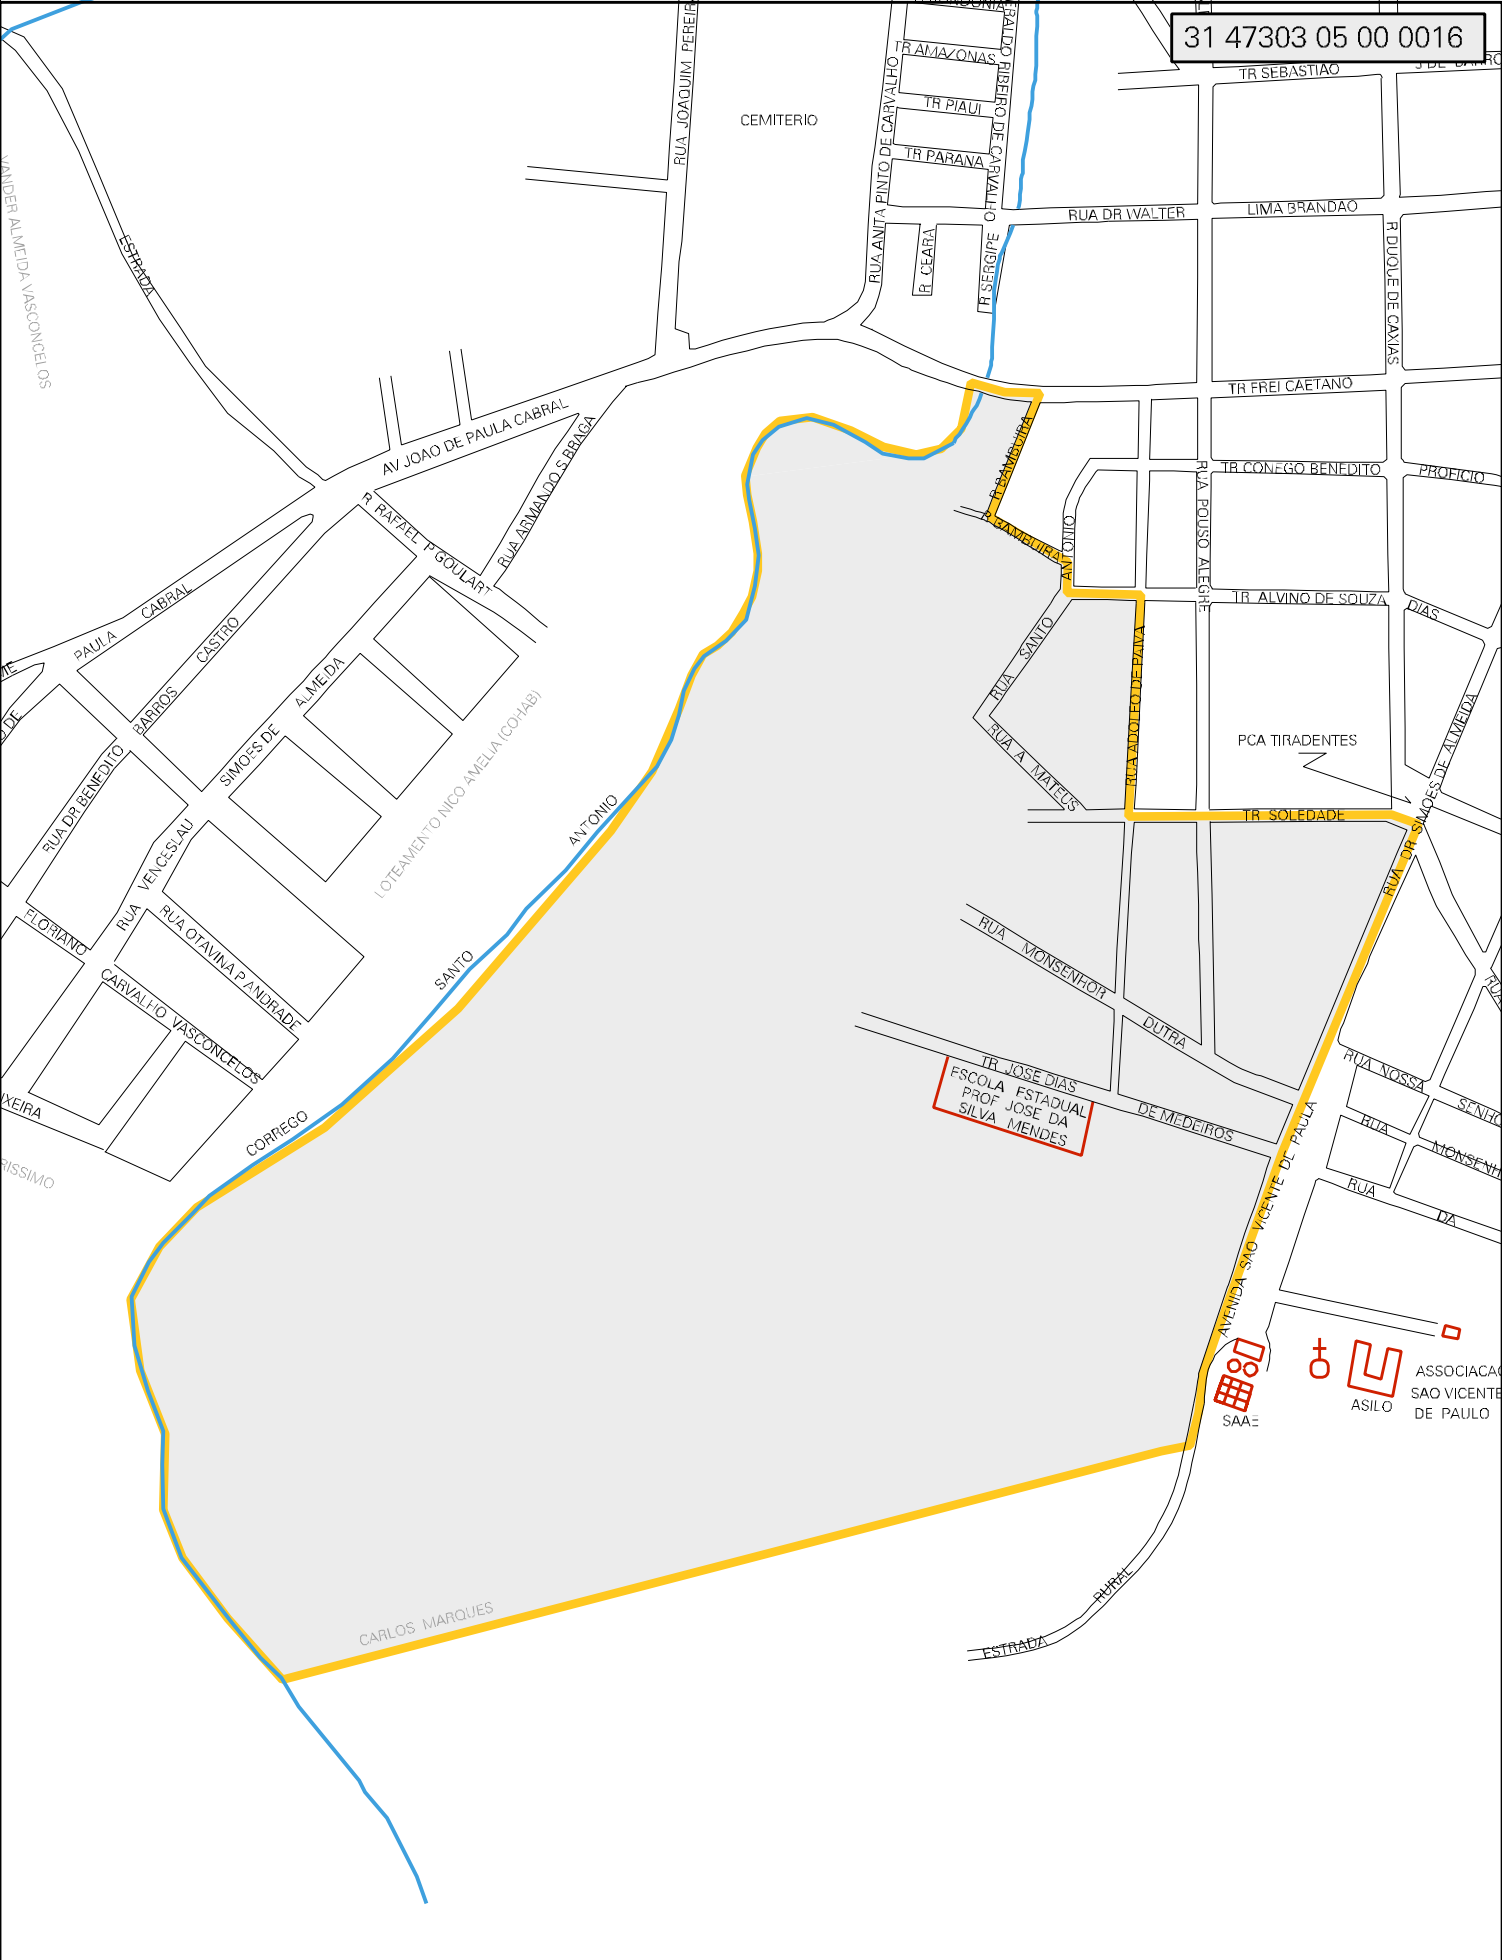 31 47303 05 00 0016
TR AMAZONAS
TR SEBASTIAO
RUA JOAQUIM PEREIRA
CEMITERIO
TR PIAUI
RUA ANITA PINTO DE CARVALHO
RIBEIRO DE CARVALHO
TR PARANA
VANDER ALMEIDA VASCONCELOS
RUA DR WALTER
LIMA BRANDAO
ESTRADA
R CEARA
R SERGIPE
R DUQUE DE CAXIAS
TR FREI CAETANO
AV JOAO DE PAULA CABRAL
RUA ARMANDO S BRAGA
R BAMBUIRA
R BAMBUIRA
TR CONEGO BENEDITO
PROFICIO
R RAFAEL P GOULART
RUA POUSO ALEGRE
ANTONIO
SANTO
RUA
TR ALVINO DE SOUZA
DIAS
PAULA
CABRAL
CASTRO
BARROS
ALMEIDA
SIMOES DE
LOTEAMENTO NICO AMELIA (COHAB)
RUA ADOLFO DE PAIVA
RUA A MATEUS
PCA TIRADENTES
RUA DR SIMOES DE ALMEIDA
TR SOLEDADE
RUA DR BENEDITO
RUA VENCESLAU
FLORIANO
RUA OTAVINA P ANDRADE
CARVALHO VASCONCELOS
CORREGO
SANTO
ANTONIO
RUA MONSENHOR
DUTRA
TR JOSE DIAS
DE MEDEIROS
ESCOLA ESTADUAL
PROF JOSE DA
SILVA MENDES
RUA NOSSA
RUA
RUA
DA
AVENIDA SAO VICENTE DE PAULA
SAAE
ASILO
ASSOCIACAO
SAO VICENTE
DE PAULO
CARLOS MARQUES
ESTRADA
RURAL